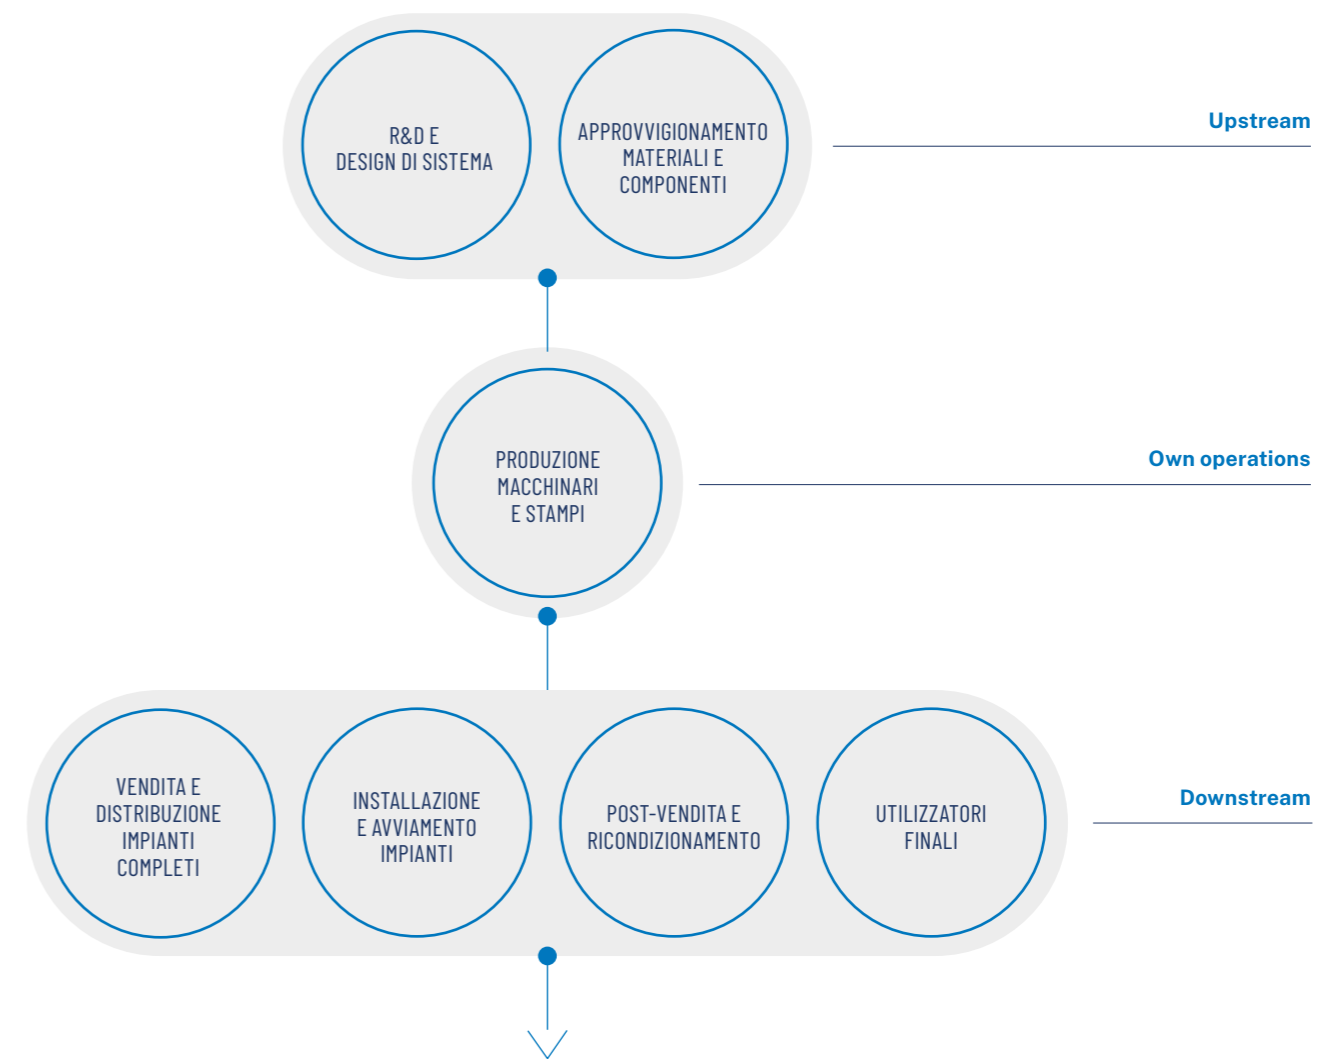 R&D E
DESIGN DI SISTEMA
APPROVVIGIONAMENTO
MATERIALI E
COMPONENTI
Upstream
PRODUZIONE
MACCHINARI
E STAMPI
Own operations
VENDITA E
DISTRIBUZIONE
IMPIANTI
COMPLETI
INSTALLAZIONE
E AVVIAMENTO
IMPIANTI
POST-VENDITA E
RICONDIZIONAMENTO
UTILIZZATORI
FINALI
Downstream